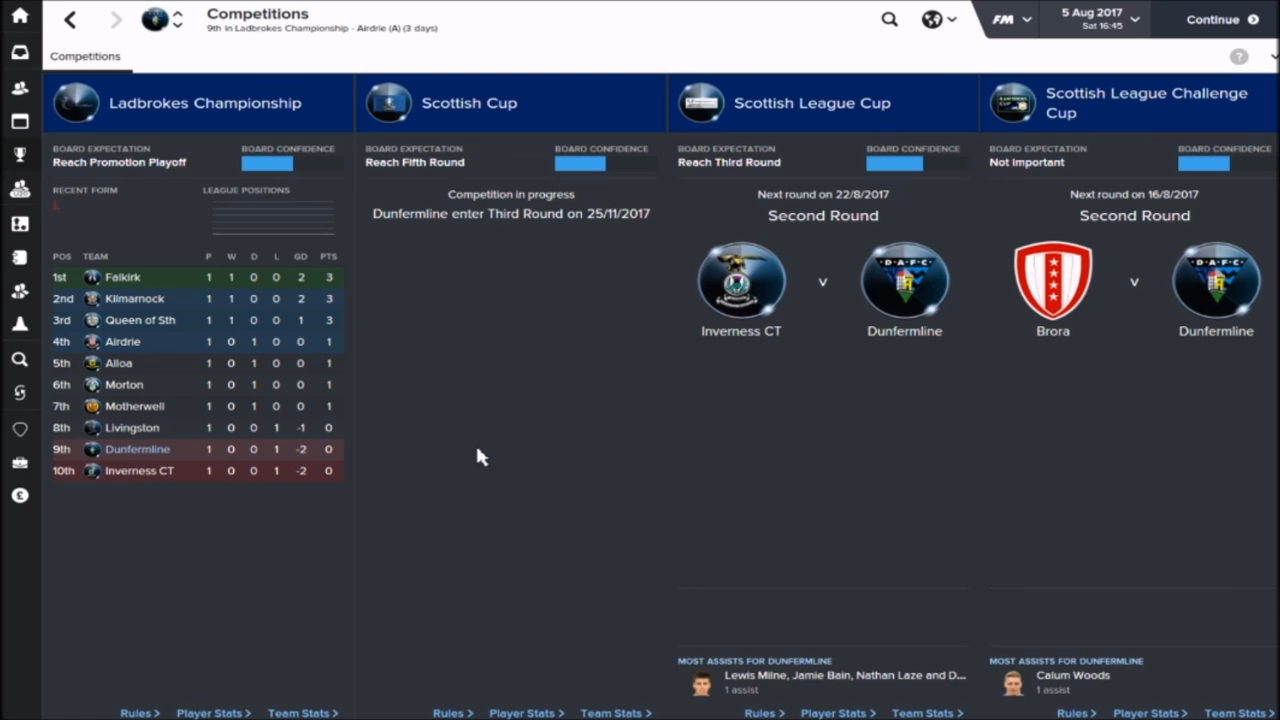 Competitions
9th in Ladbrokes Championship - Airdrie (A) (3 days)
FM
5 Aug 2017
Sat 16:45
Continue
Competitions
?
Ladbrokes Championship
BOARD EXPECTATION BOARD CONFIDENCE
Reach Promotion Playoff
RECENT FORM LEAGUE POSITIONS
L
POS TEAM P W D L GD PTS
1st Falkirk 1 1 0 0 2 3
2nd Kilmarnock 1 1 0 0 2 3
3rd Queen of Sth 1 1 0 0 1 3
4th Airdrie 1 0 1 0 0 1
5th Alloa 1 0 1 0 0 1
6th Morton 1 0 1 0 0 1
7th Motherwell 1 0 1 0 0 1
8th Livingston 1 0 0 1 -1 0
9th Dunfermline 1 0 0 1 -2 0
10th Inverness CT 1 0 0 1 -2 0
Rules > Player Stats > Team Stats >
Scottish Cup
BOARD EXPECTATION BOARD CONFIDENCE
Reach Fifth Round
Competition in progress
Dunfermline enter Third Round on 25/11/2017
Rules > Player Stats > Team Stats >
Scottish League Cup
BOARD EXPECTATION BOARD CONFIDENCE
Reach Third Round
Next round on 22/8/2017
Second Round
D.A.F.C.
v
Inverness CT Dunfermline
MOST ASSISTS FOR DUNFERMLINE
Lewis Milne, Jamie Bain, Nathan Laze and D...
1 assist
Rules > Player Stats > Team Stats >
Scottish League Challenge
Cup
BOARD EXPECTATION BOARD CONFIDENCE
Not Important
Next round on 16/8/2017
Second Round
D.A.F.C.
v
Brora Dunfermline
MOST ASSISTS FOR DUNFERMLINE
Calum Woods
1 assist
Rules > Player Stats > Team Stats >